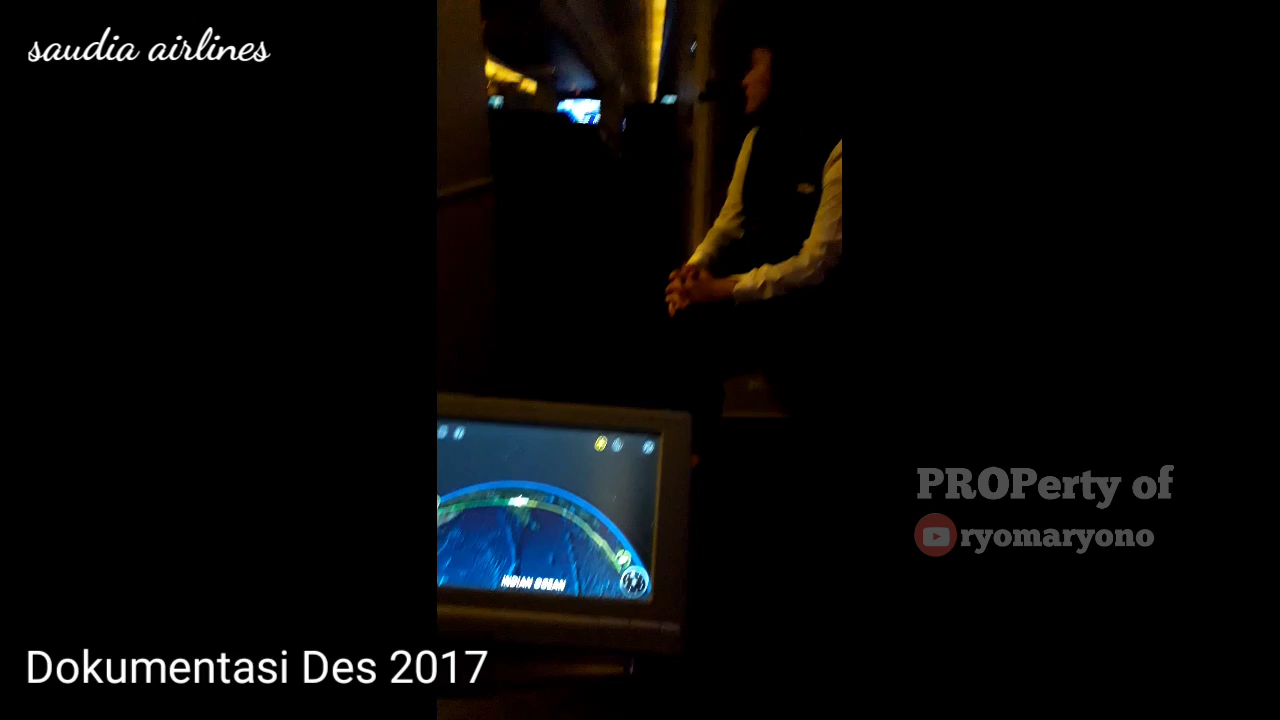 saudia airlines
INDIAN OCEAN
PROPerty of
ryomaryono
Dokumentasi Des 2017